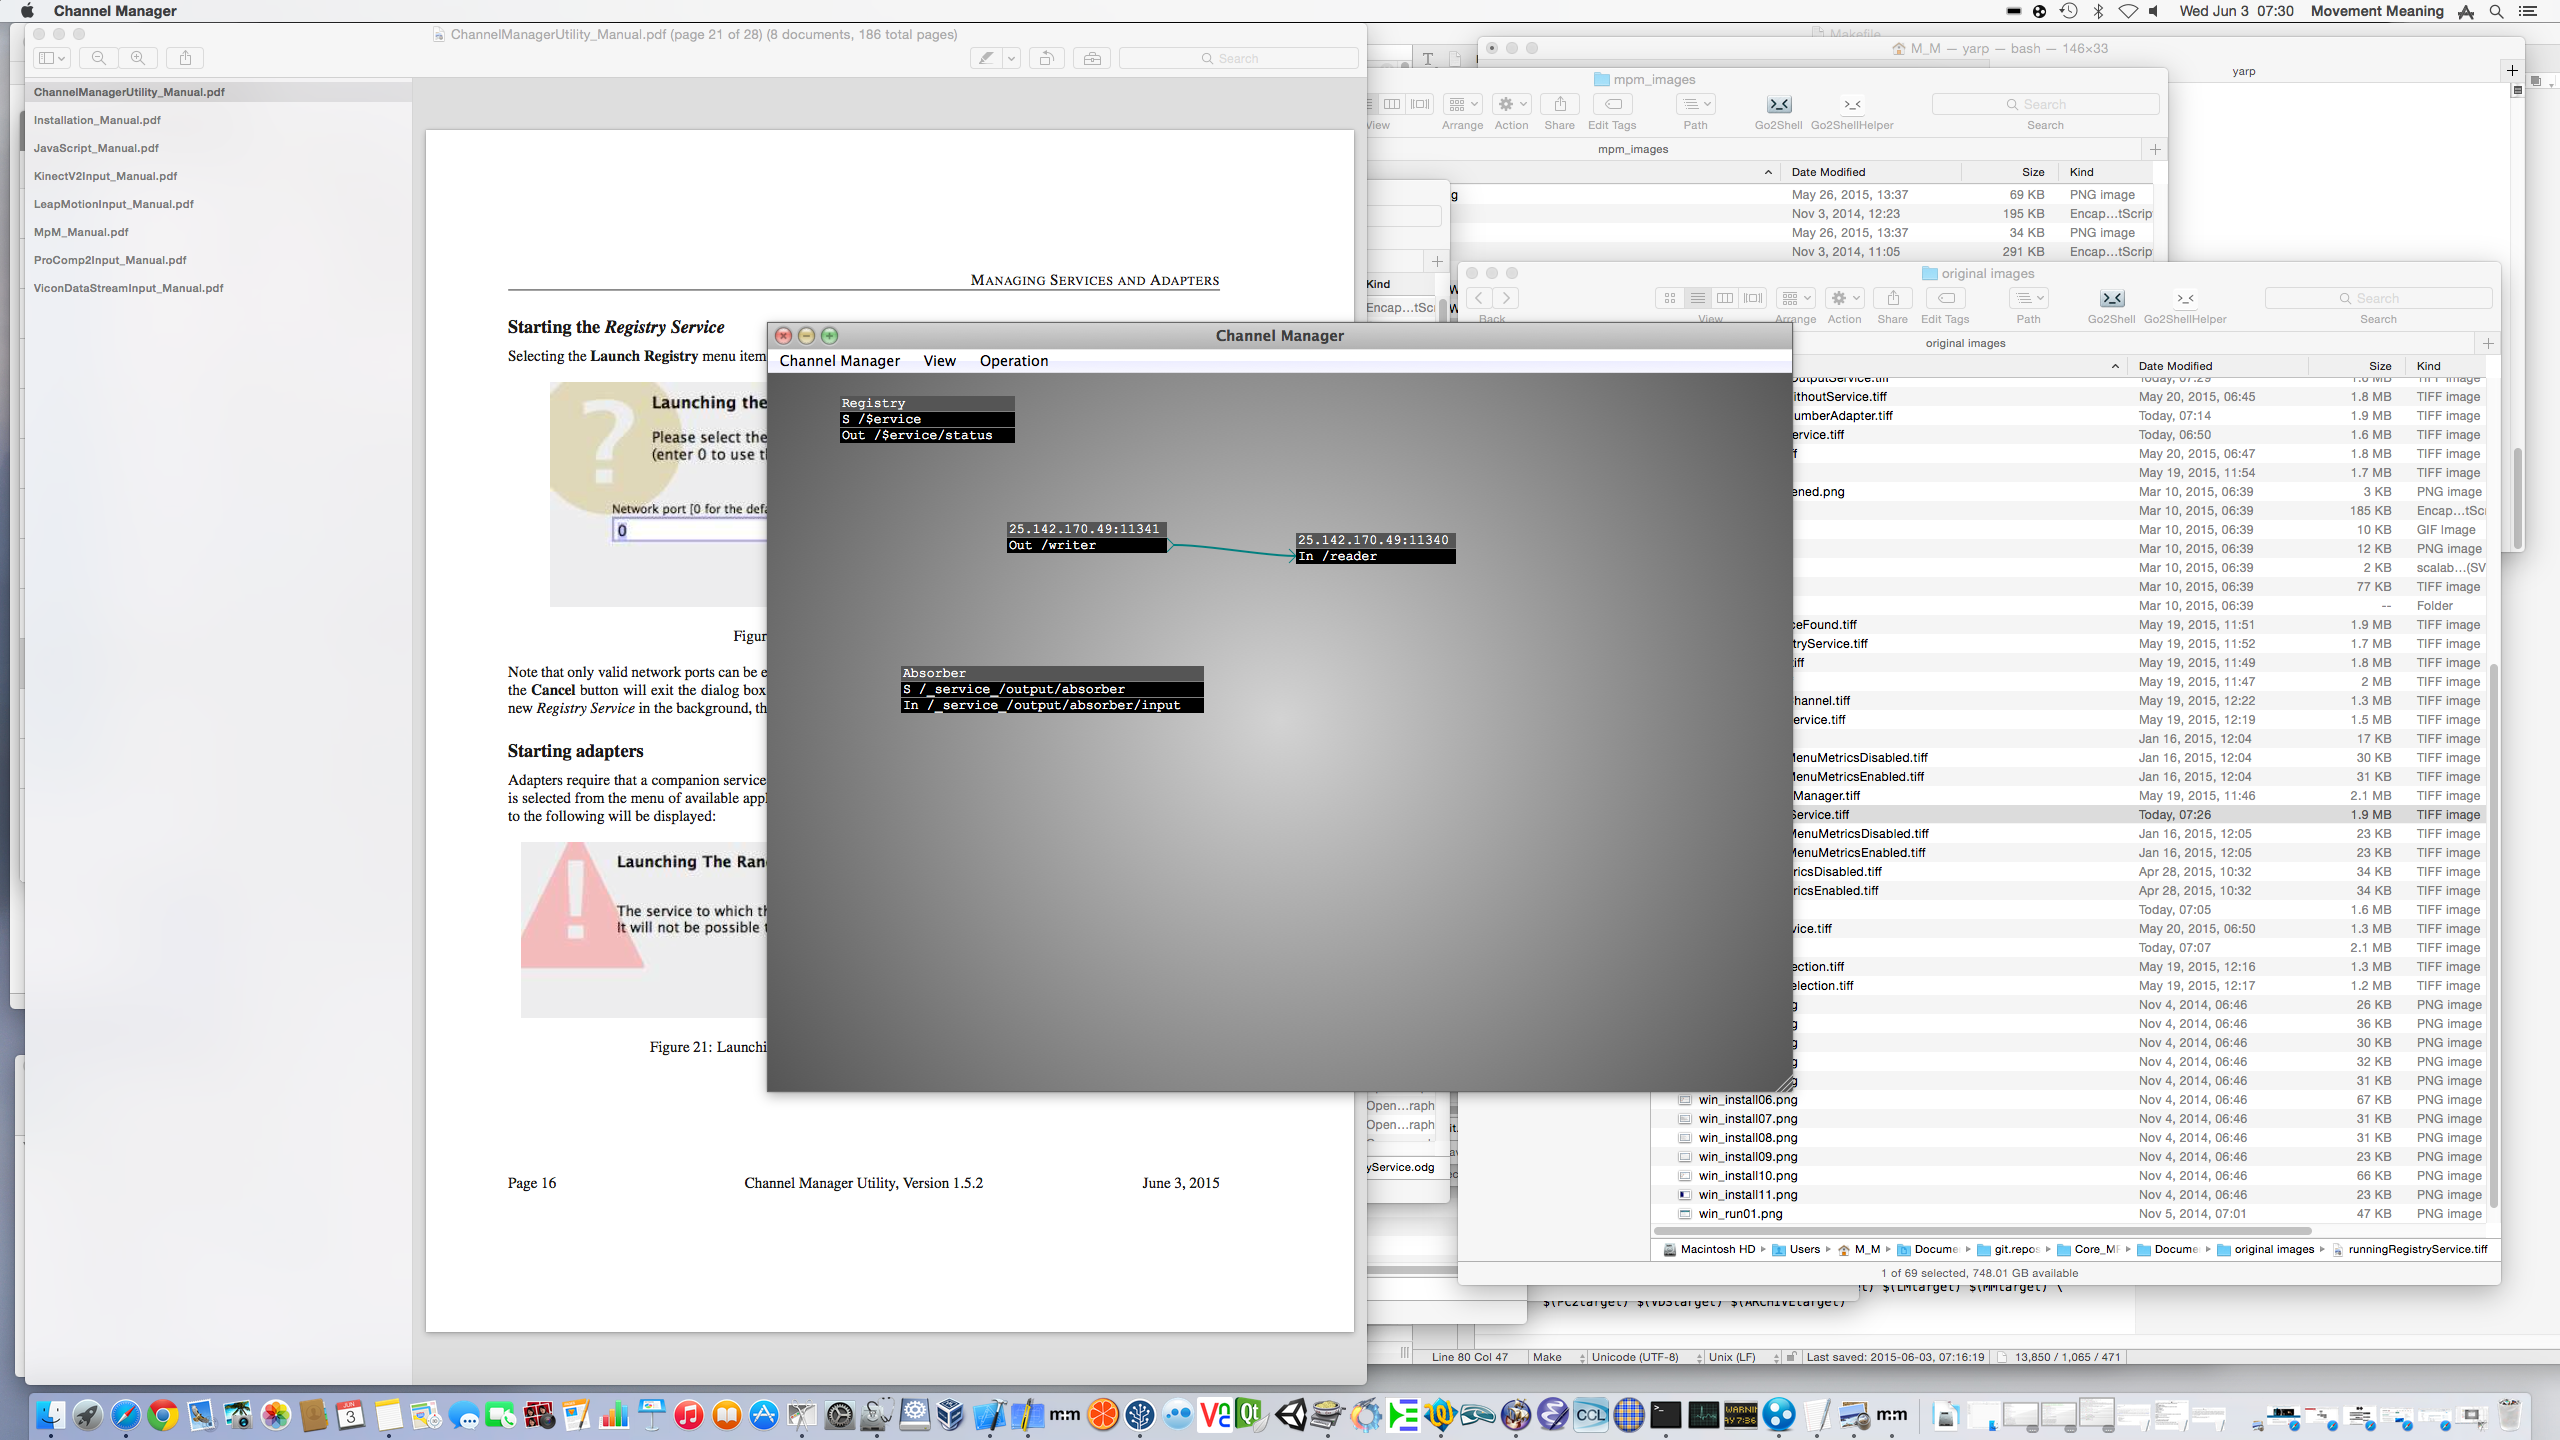 Channel Manager
Wed Jun 3 07:30 Movement Meaning
ChannelManagerUtility_Manual.pdf (page 21 of 28) (8 documents, 186 total pages)
Search
ChannelManagerUtility_Manual.pdf
Installation_Manual.pdf
JavaScript_Manual.pdf
KinectV2Input_Manual.pdf
LeapMotionInput_Manual.pdf
MpM_Manual.pdf
ProComp2Input_Manual.pdf
ViconDataStreamInput_Manual.pdf
MANAGING SERVICES AND ADAPTERS
Starting the Registry Service
Selecting the Launch Registry menu item
Launching the
Please select the
(enter 0 to use t
Network port [0 for the defa
0
Figur
Note that only valid network ports can be e
the Cancel button will exit the dialog box
new Registry Service in the background, th
Starting adapters
Adapters require that a companion service
is selected from the menu of available appl
to the following will be displayed:
Launching The Ran
The service to which th
It will not be possible t
Figure 21: Launchi
Page 16
Channel Manager Utility, Version 1.5.2
June 3, 2015
Channel Manager
Channel Manager View Operation
Registry
S /$ervice
Out /$ervice/status
25.142.170.49:11341
Out /writer
25.142.170.49:11340
In /reader
Absorber
S /_service_/output/absorber
In /_service_/output/absorber/input
Makefile
M_M — yarp — bash — 146×33
yarp
mpm_images
Search
View Arrange Action Share Edit Tags Path Go2Shell Go2ShellHelper Search
mpm_images
Date Modified Size Kind
May 26, 2015, 13:37 69 KB PNG image
Nov 3, 2014, 12:23 195 KB Encap...tScrip
May 26, 2015, 13:37 34 KB PNG image
Nov 3, 2014, 11:05 291 KB Encap...tScrip
Kind
Encap...tSc
original images
Search
Back View Arrange Action Share Edit Tags Path Go2Shell Go2ShellHelper Search
original images
Date Modified Size Kind
OutputService.tiff Today, 07:29 1.6 MB TIFF image
ithoutService.tiff May 20, 2015, 06:45 1.8 MB TIFF image
umberAdapter.tiff Today, 07:14 1.9 MB TIFF image
ervice.tiff Today, 06:50 1.6 MB TIFF image
f May 20, 2015, 06:47 1.8 MB TIFF image
May 19, 2015, 11:54 1.7 MB TIFF image
ened.png Mar 10, 2015, 06:39 3 KB PNG image
Mar 10, 2015, 06:39 185 KB Encap...tSc
Mar 10, 2015, 06:39 10 KB GIF Image
Mar 10, 2015, 06:39 12 KB PNG image
Mar 10, 2015, 06:39 2 KB scalab...(SV
Mar 10, 2015, 06:39 77 KB TIFF image
Mar 10, 2015, 06:39 -- Folder
ceFound.tiff May 19, 2015, 11:51 1.9 MB TIFF image
tryService.tiff May 19, 2015, 11:52 1.7 MB TIFF image
iff May 19, 2015, 11:49 1.8 MB TIFF image
May 19, 2015, 11:47 2 MB TIFF image
hannel.tiff May 19, 2015, 12:22 1.3 MB TIFF image
ervice.tiff May 19, 2015, 12:19 1.5 MB TIFF image
Jan 16, 2015, 12:04 17 KB TIFF image
MenuMetricsDisabled.tiff Jan 16, 2015, 12:04 30 KB TIFF image
MenuMetricsEnabled.tiff Jan 16, 2015, 12:04 31 KB TIFF image
Manager.tiff May 19, 2015, 11:46 2.1 MB TIFF image
Service.tiff Today, 07:26 1.9 MB TIFF image
MenuMetricsDisabled.tiff Jan 16, 2015, 12:05 23 KB TIFF image
MenuMetricsEnabled.tiff Jan 16, 2015, 12:05 23 KB TIFF image
ricsDisabled.tiff Apr 28, 2015, 10:32 34 KB TIFF image
ricsEnabled.tiff Apr 28, 2015, 10:32 34 KB TIFF image
Today, 07:05 1.6 MB TIFF image
vice.tiff May 20, 2015, 06:50 1.3 MB TIFF image
Today, 07:07 2.1 MB TIFF image
ection.tiff May 19, 2015, 12:16 1.3 MB TIFF image
election.tiff May 19, 2015, 12:17 1.2 MB TIFF image
g Nov 4, 2014, 06:46 26 KB PNG image
g Nov 4, 2014, 06:46 36 KB PNG image
g Nov 4, 2014, 06:46 30 KB PNG image
g Nov 4, 2014, 06:46 32 KB PNG image
g Nov 4, 2014, 06:46 31 KB PNG image
win_install06.png Nov 4, 2014, 06:46 67 KB PNG image
win_install07.png Nov 4, 2014, 06:46 31 KB PNG image
win_install08.png Nov 4, 2014, 06:46 31 KB PNG image
win_install09.png Nov 4, 2014, 06:46 23 KB PNG image
win_install10.png Nov 4, 2014, 06:46 66 KB PNG image
win_install11.png Nov 4, 2014, 06:46 23 KB PNG image
win_run01.png Nov 5, 2014, 07:01 47 KB PNG image
Macintosh HD Users M_M Docume git.repos Core_M Docume original images runningRegistryService.tiff
1 of 69 selected, 748.01 GB available
Open...raph
Open...raph
yService.odg
$(LMtarget) $(MMtarget) \
$(PC2target) $(VDStarget) $(ARCHIVEtarget)
Line 80 Col 47 Make Unicode (UTF-8) Unix (LF) Last saved: 2015-06-03, 07:16:19 13,850 / 1,065 / 471
JUN
3
m:m
Qt
CCL
WARNIN
AY 7:36
m:m